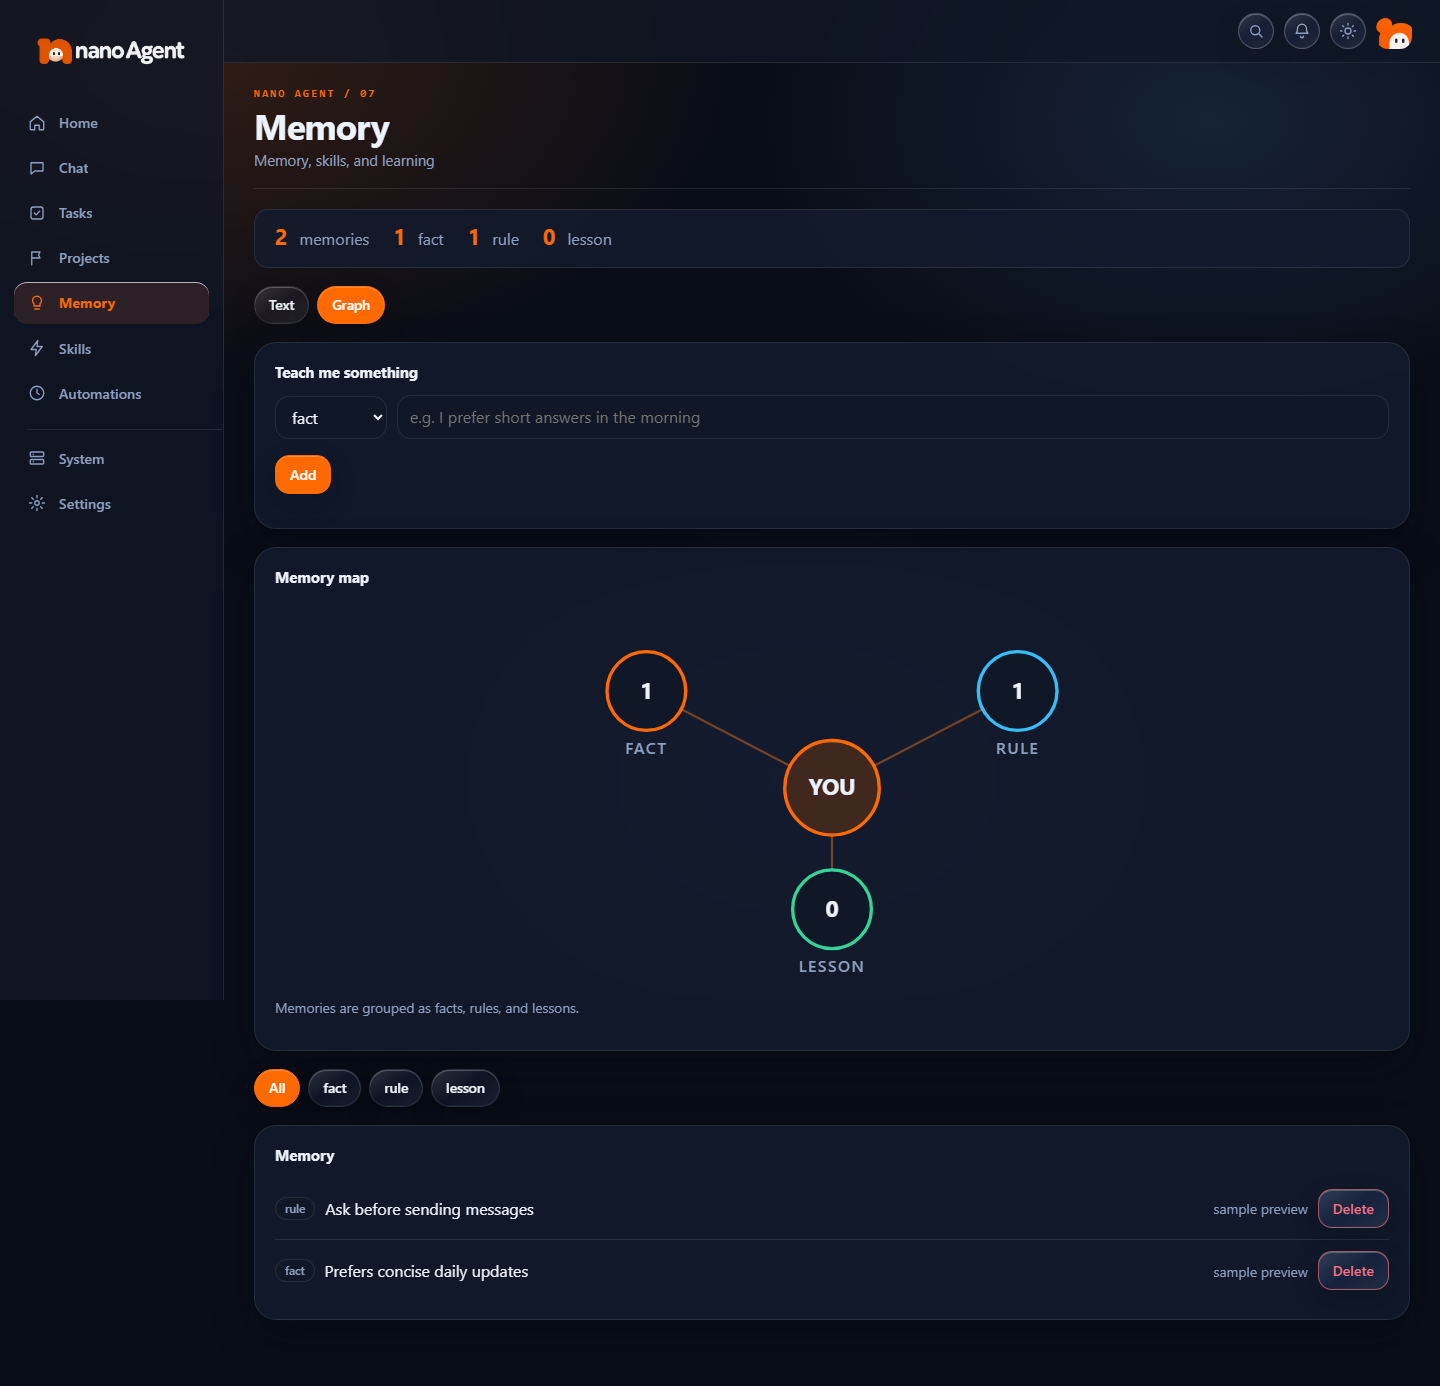 nano Agent
Home
Chat
Tasks
Projects
Memory
Skills
Automations
System
Settings
NANO AGENT / 07
Memory
Memory, skills, and learning
2 memories 1 fact 1 rule 0 lesson
Text Graph
Teach me something
fact e.g. I prefer short answers in the morning
Add
Memory map
1 1
FACT RULE
YOU
0
LESSON
Memories are grouped as facts, rules, and lessons.
All fact rule lesson
Memory
rule Ask before sending messages sample preview Delete
fact Prefers concise daily updates sample preview Delete